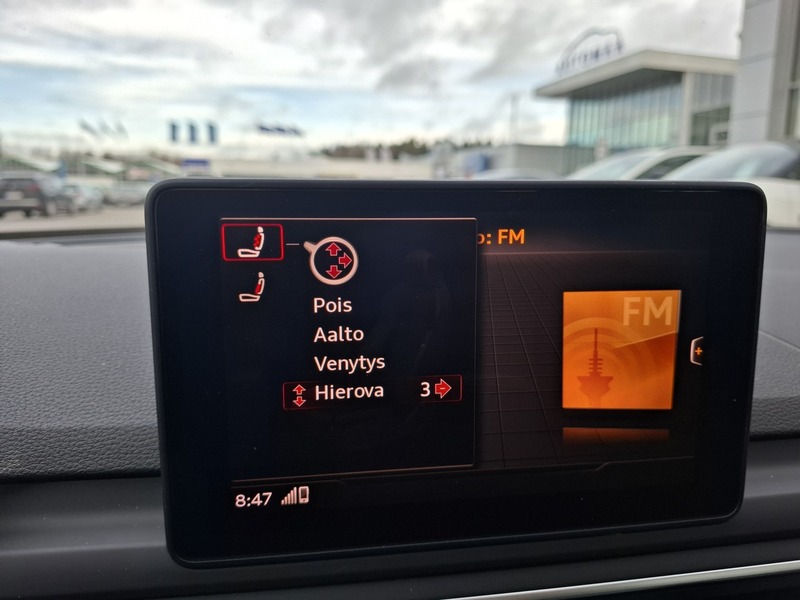 o: FM
FM
Pois
Aalto
Venytys
Hierova 3
8:47